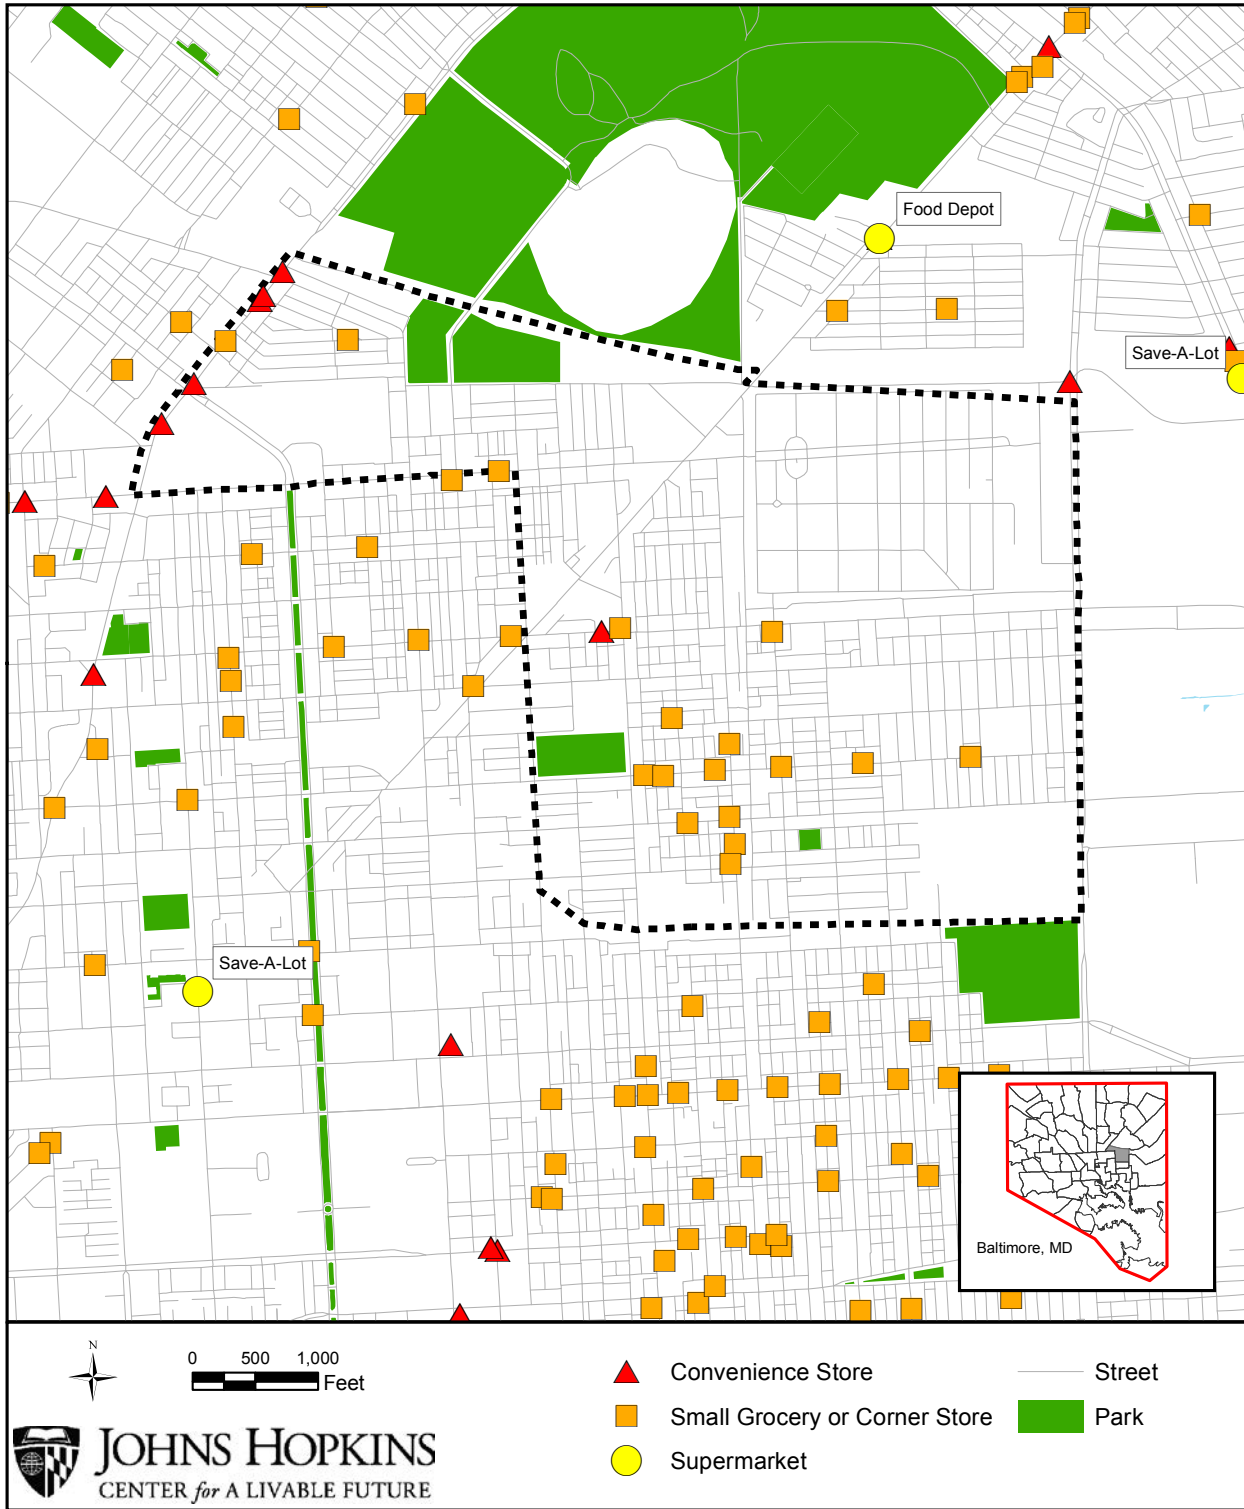 Food Depot
Save-A-Lot
Save-A-Lot
Baltimore, MD
N
0 500 1,000
Feet
Convenience Store
Street
Small Grocery or Corner Store
Park
Supermarket
JOHNS HOPKINS
CENTER for A LIVABLE FUTURE